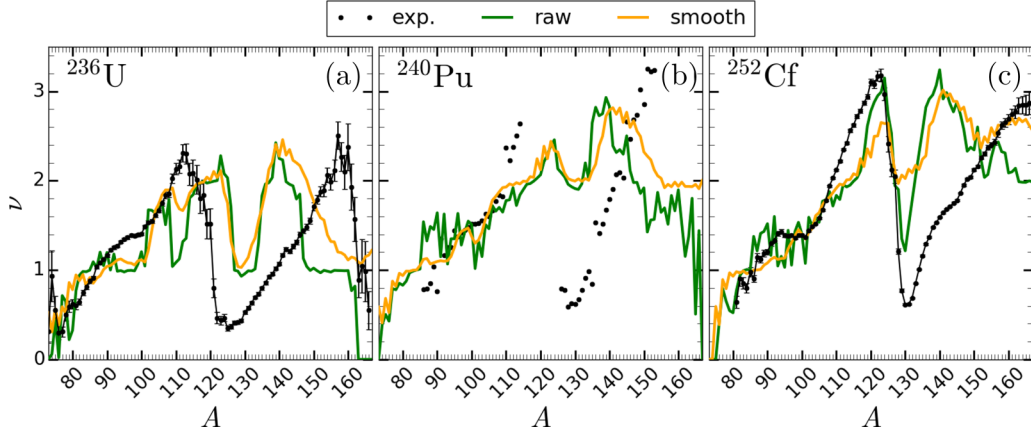 exp. raw smooth
²³⁶U (a) ²⁴⁰Pu (b) ²⁵²Cf (c)
3
2
1
0
ν
80 90 100 110 120 130 140 150 160 80 90 100 110 120 130 140 150 160 80 90 100 110 120 130 140 150 160
A A A